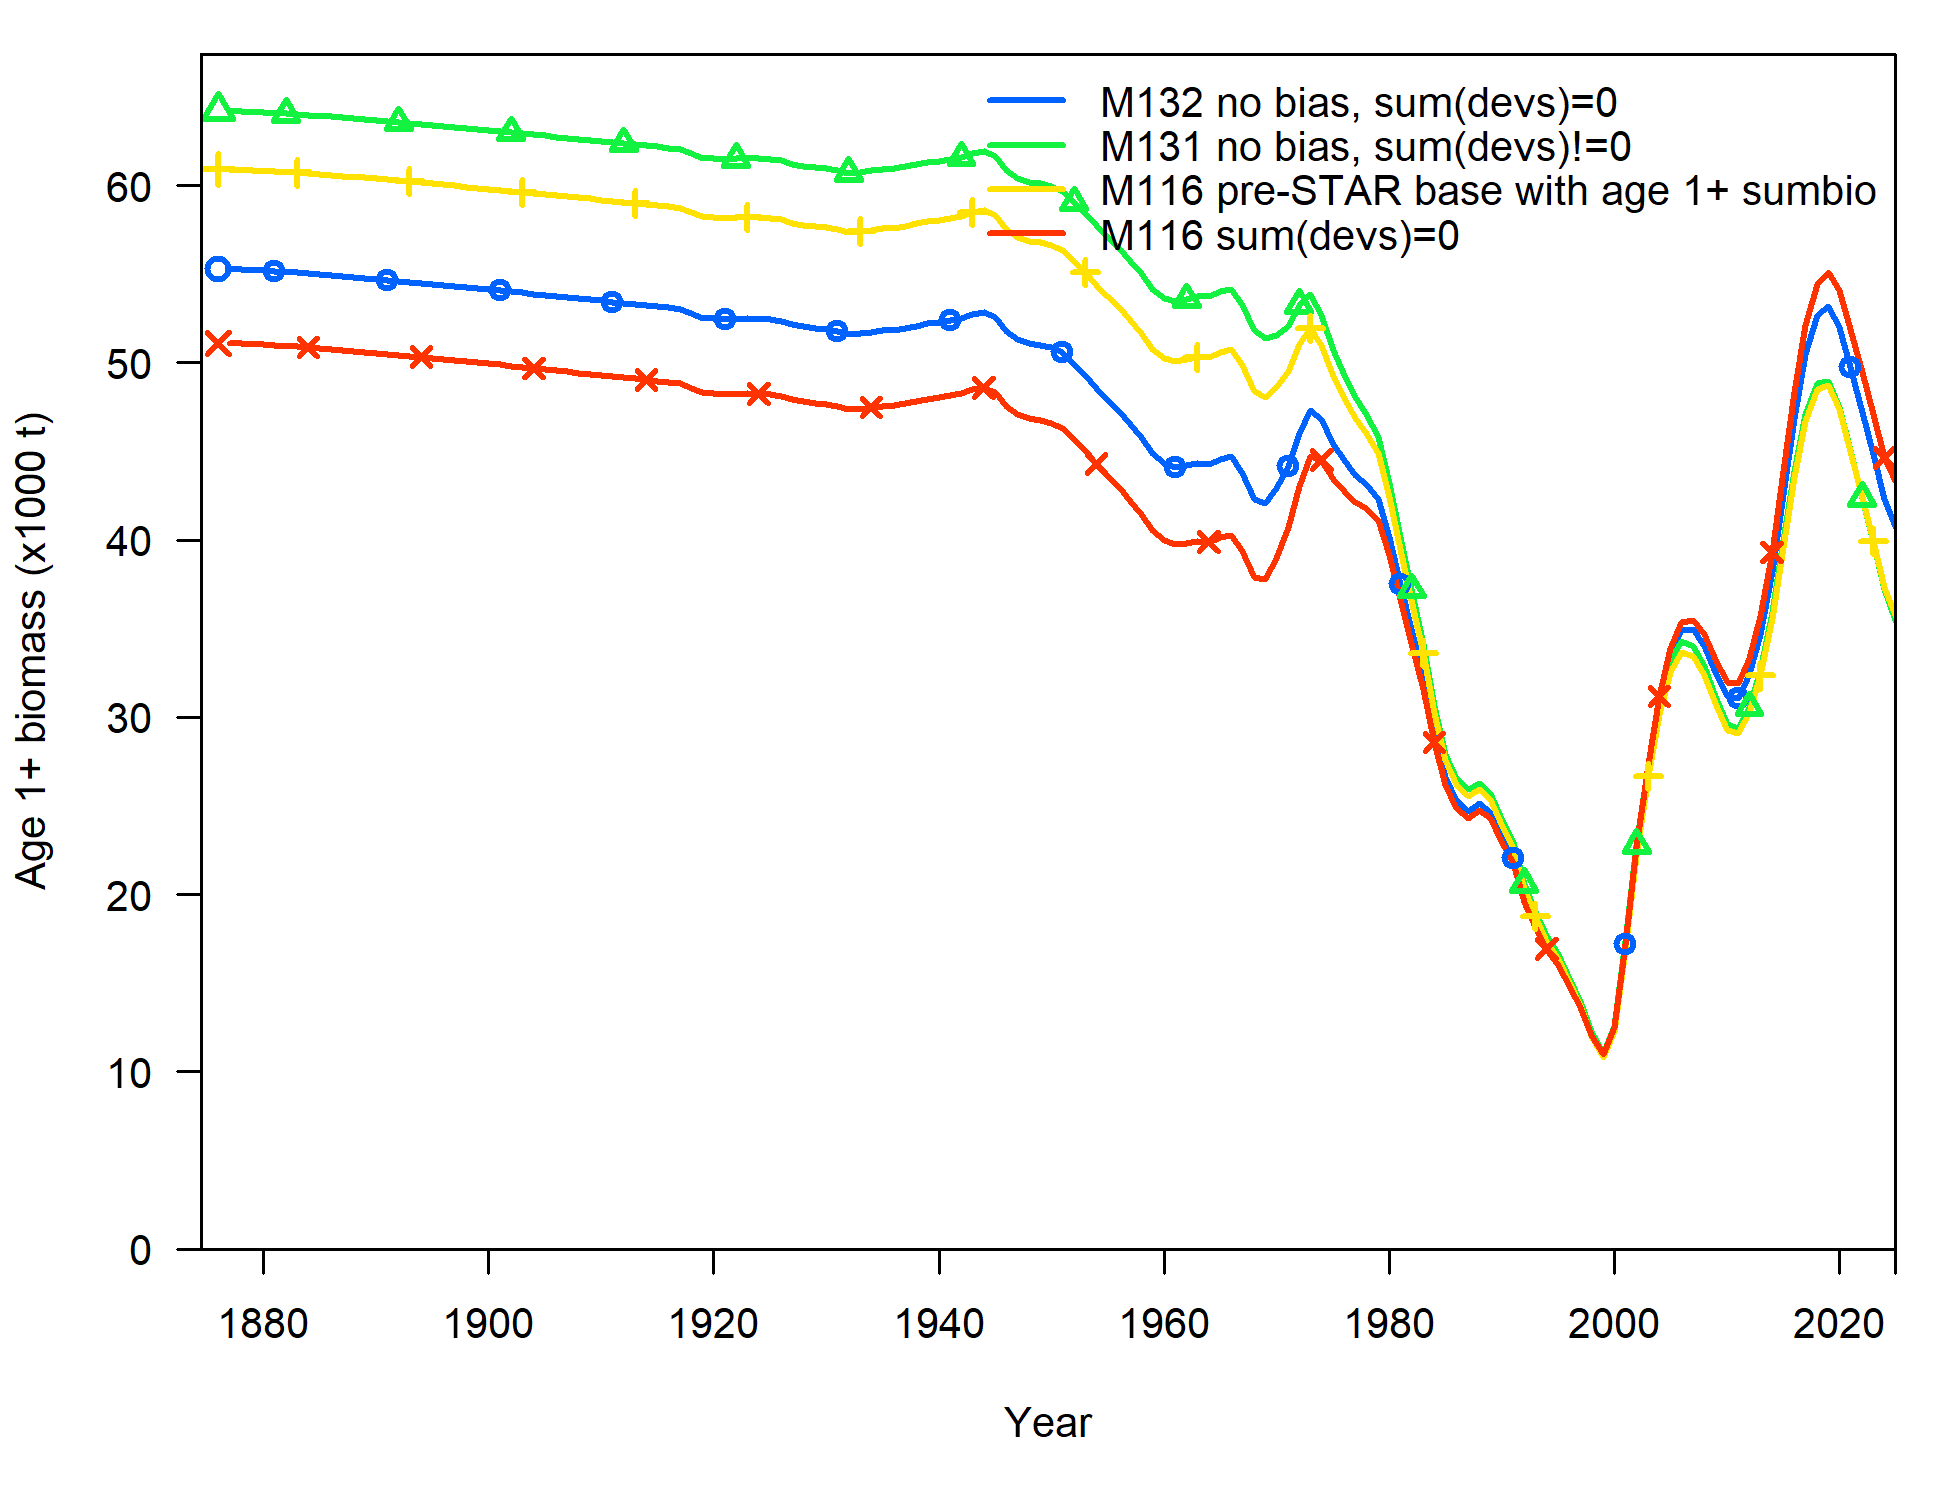 M132 no bias, sum(devs)=0
M131 no bias, sum(devs)!=0
M116 pre-STAR base with age 1+ sumbio
M116 sum(devs)=0
Age 1+ biomass (x1000 t)
60
50
40
30
20
10
0
1880 1900 1920 1940 1960 1980 2000 2020
Year